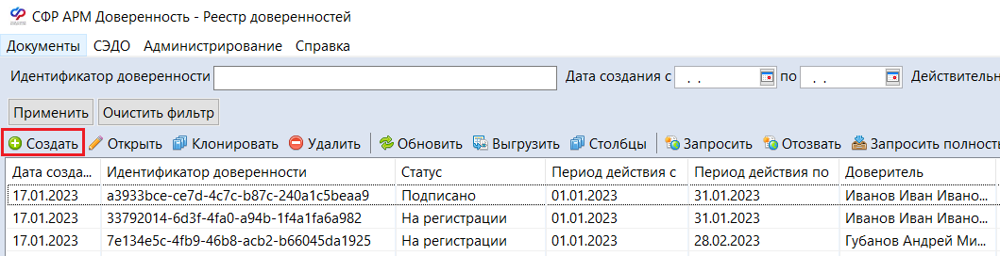 СФР АРМ Доверенность - Реестр доверенностей
Документы СЭДО Администрирование Справка
Идентификатор доверенности Дата создания с . . по . . Действительн
Применить Очистить фильтр
Создать Открыть Клонировать Удалить Обновить Выгрузить Столбцы Запросить Отозвать Запросить полность
Дата созда... Идентификатор доверенности Статус Период действия с Период действия по Доверитель
17.01.2023 a3933bce-ce7d-4c7c-b87c-240a1c5beaa9 Подписано 01.01.2023 31.01.2023 Иванов Иван Ивано...
17.01.2023 33792014-6d3f-4fa0-a94b-1f4a1fa6a982 На регистрации 01.01.2023 31.01.2023 Иванов Иван Ивано...
17.01.2023 7e134e5c-4fb9-46b8-acb2-b66045da1925 На регистрации 01.01.2023 28.02.2023 Губанов Андрей Ми...